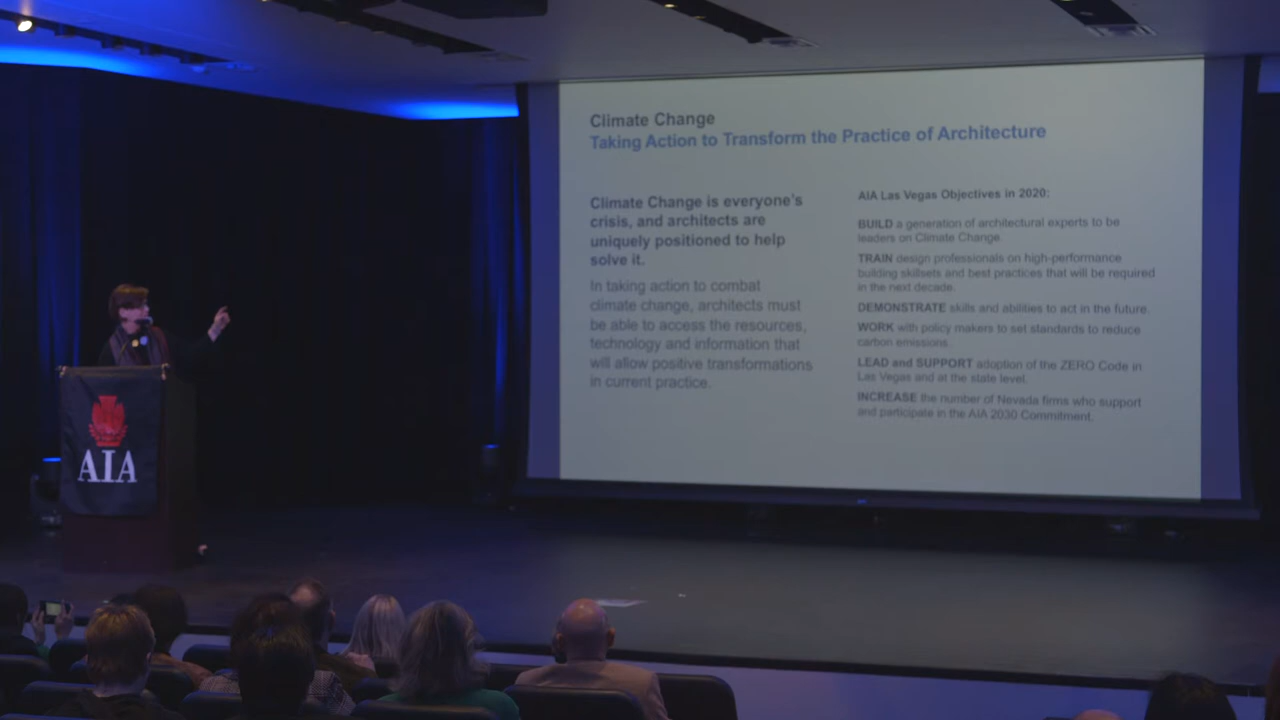 Climate Change
Taking Action to Transform the Practice of Architecture
Climate Change is everyone's
crisis, and architects are
uniquely positioned to help
solve it.
In taking action to combat
climate change, architects must
be able to access the resources,
technology and information that
will allow positive transformations
in current practice.
AIA Las Vegas Objectives in 2020:
BUILD a generation of architectural experts to be
leaders on Climate Change.
TRAIN design professionals on high-performance
building skillsets and best practices that will be required
in the next decade.
DEMONSTRATE skills and abilities to act in the future.
WORK with policy makers to set standards to reduce
carbon emissions.
LEAD and SUPPORT adoption of the ZERO Code in
Las Vegas and at the state level.
INCREASE the number of Nevada firms who support
and participate in the AIA 2030 Commitment.
AIA